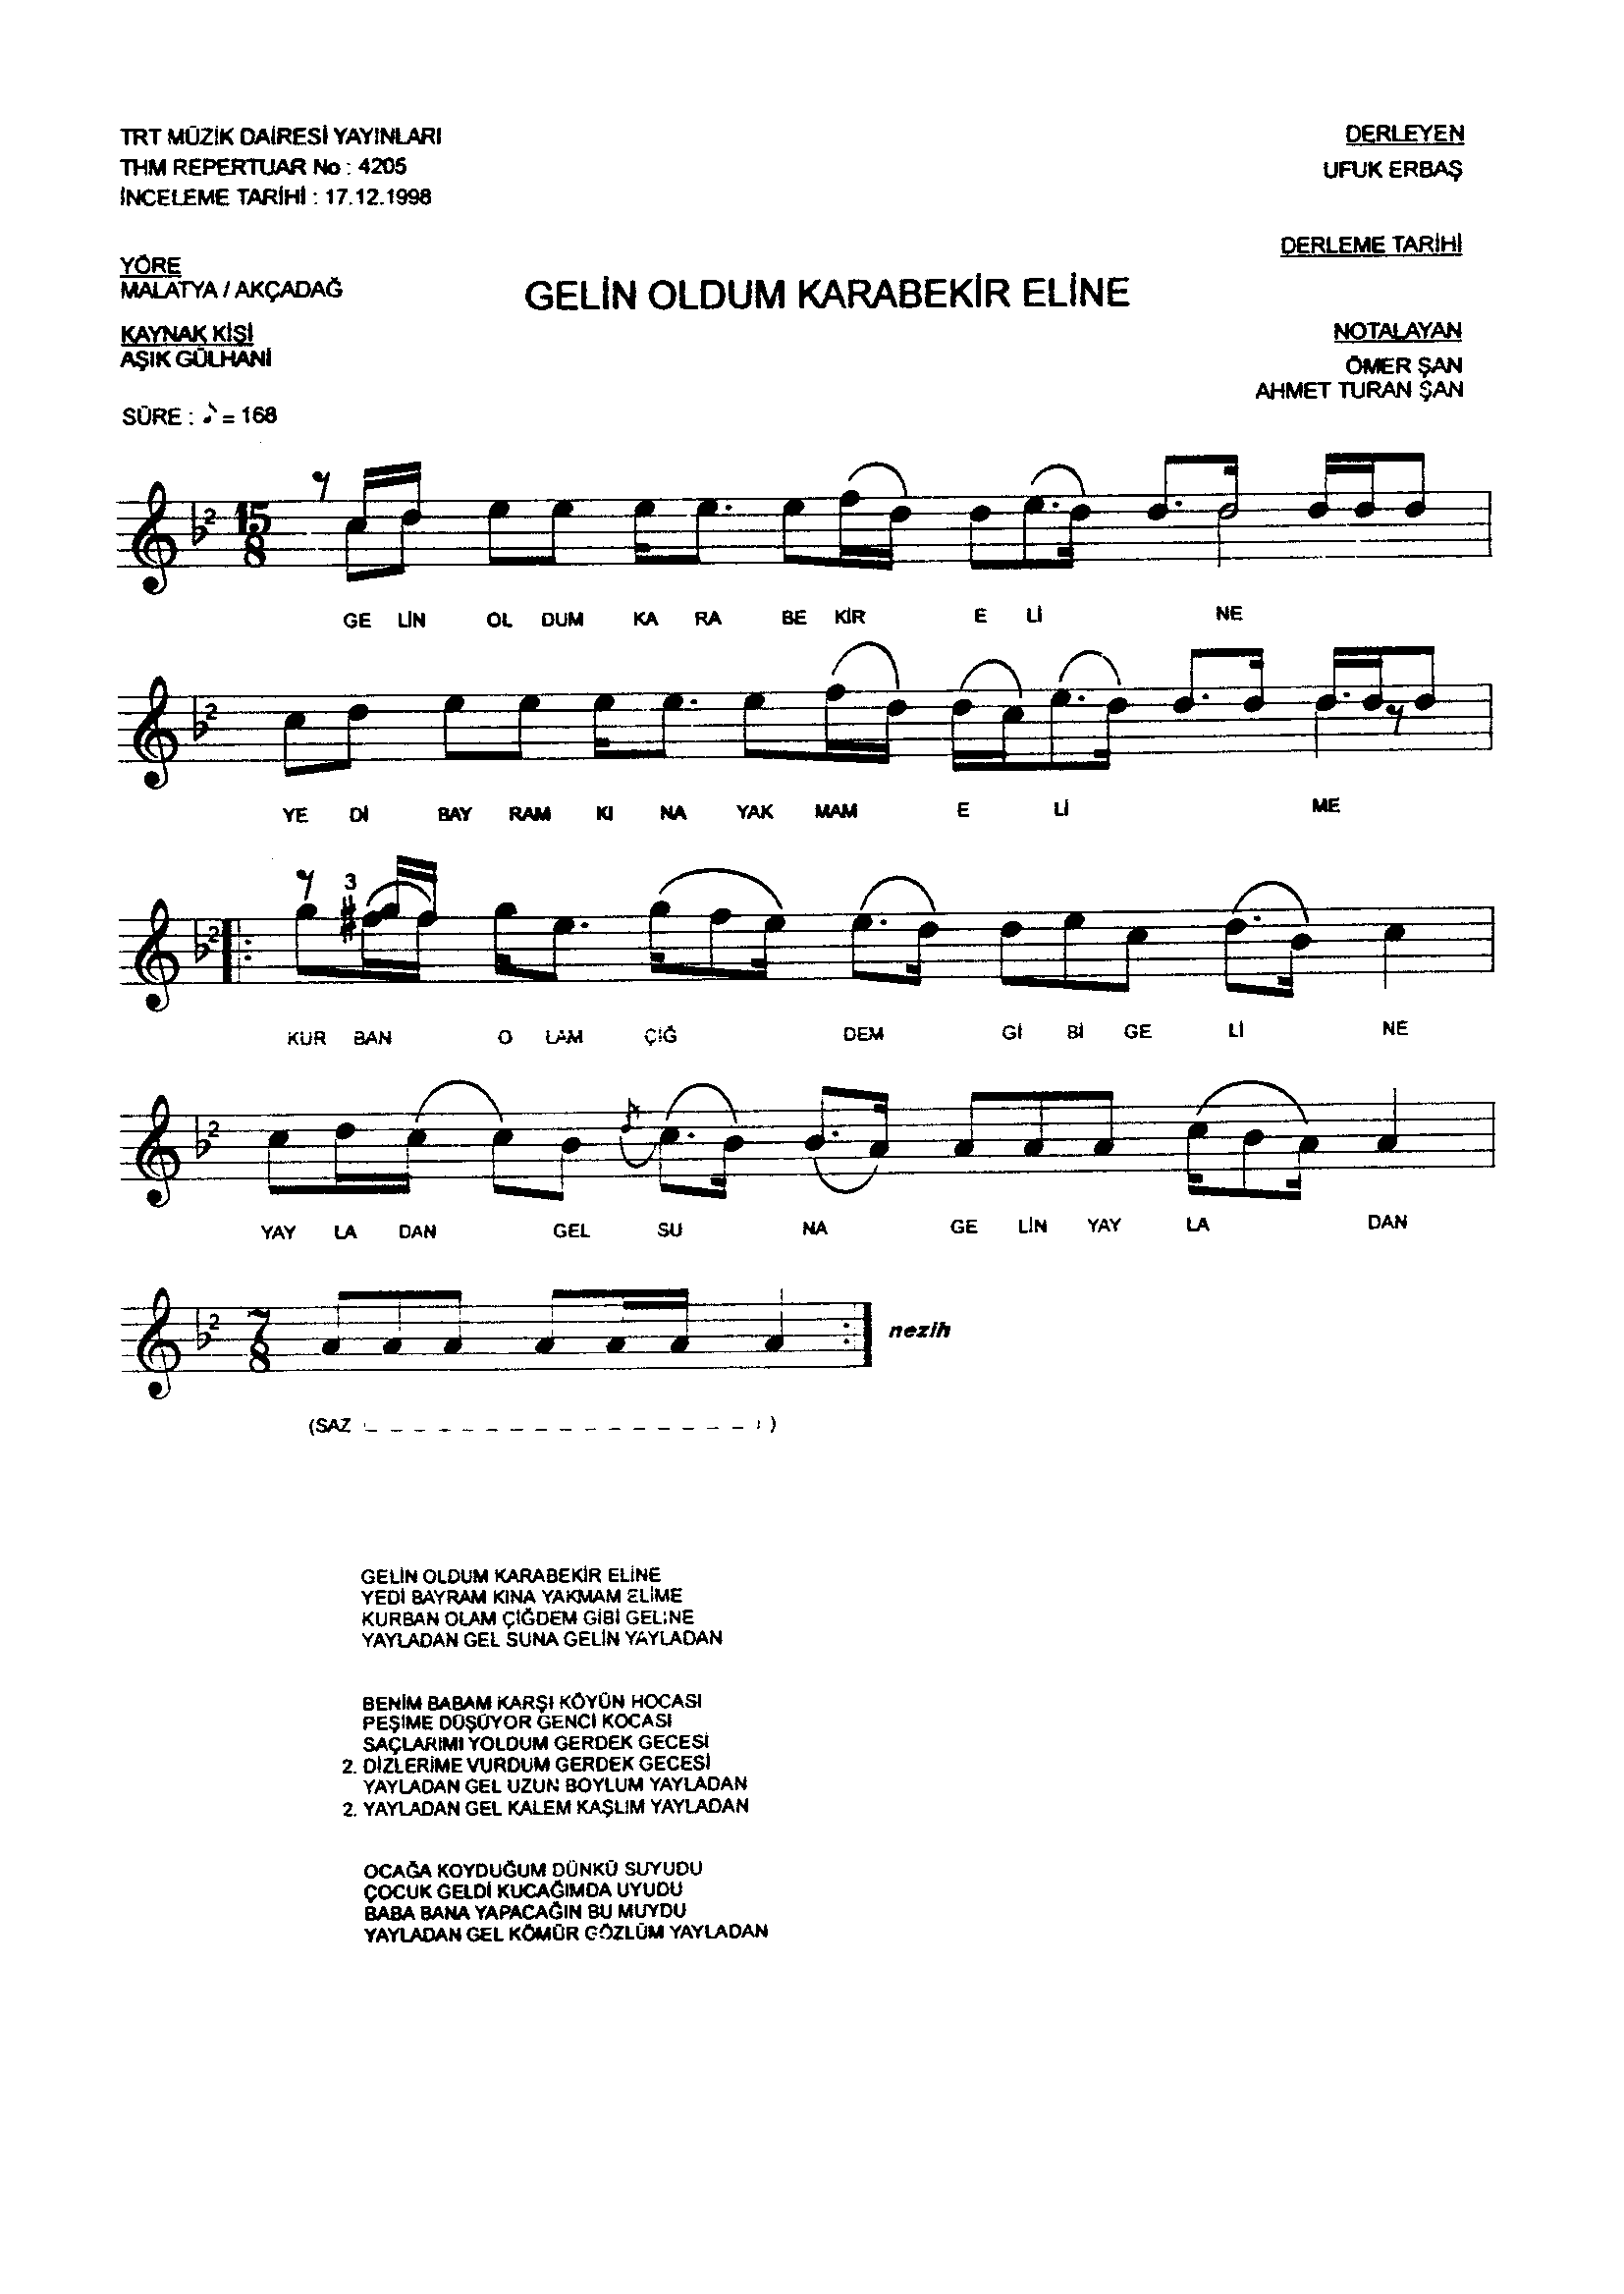 TRT MÜZİK DAİRESİ YAYINLARI
THM REPERTUAR No : 4205
İNCELEME TARİHİ : 17.12.1998
DERLEYEN
UFUK ERBAŞ
DERLEME TARİHİ
YÖRE
MALATYA / AKÇADAĞ
GELİN OLDUM KARABEKİR ELİNE
KAYNAK KİŞİ
AŞIK GÜLHANİ
NOTALAYAN
ÖMER ŞAN
AHMET TURAN ŞAN
SÜRE : ♪ = 168
2 15 8
GE LİN OL DUM KA RA BE KİR E Lİ NE
2
YE Dİ BAY RAM KI NA YAK MAM E Lİ ME
2 3
KUR BAN O LAM ÇİĞ DEM Gİ Bİ GE Lİ NE
2
YAY LA DAN GEL SU NA GE LİN YAY LA DAN
2 7 8 nezih
(SAZ - - - - - - - - - - - - - - - - )
GELİN OLDUM KARABEKİR ELİNE
YEDİ BAYRAM KINA YAKMAM ELİME
KURBAN OLAM ÇİĞDEM GİBİ GELİNE
YAYLADAN GEL SUNA GELİN YAYLADAN
BENİM BABAM KARŞI KÖYÜN HOCASI
PEŞİME DÜŞÜYOR GENCİ KOCASI
SAÇLARIMI YOLDUM GERDEK GECESİ
2. DİZLERİME VURDUM GERDEK GECESİ
YAYLADAN GEL UZUN BOYLUM YAYLADAN
2. YAYLADAN GEL KALEM KAŞLIM YAYLADAN
OCAĞA KOYDUĞUM DÜNKÜ SUYUDU
ÇOCUK GELDİ KUCAĞIMDA UYUDU
BABA BANA YAPACAĞIN BU MUYDU
YAYLADAN GEL KÖMÜR GÖZLÜM YAYLADAN